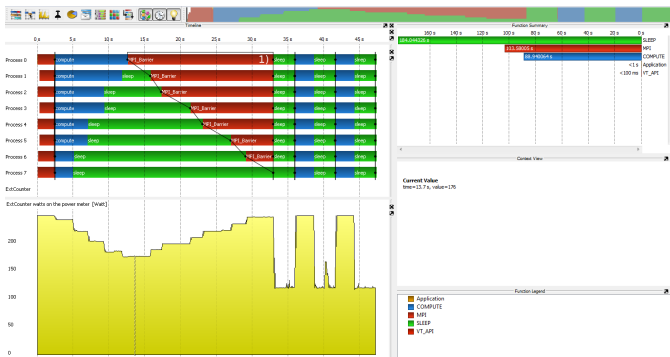 Timeline
0 s 5 s 10 s 15 s 20 s 25 s 30 s 35 s 40 s 45 s
Process 0 compute MPI_Barrier 1) sleep sleep sleep
Process 1 compute sleep MPI_Barrier sleep sleep sleep
Process 2 compute sleep MPI_Barrier sleep sleep sleep
Process 3 compute sleep MPI_Barrier sleep sleep sleep
Process 4 compute sleep MPI_Barrier sleep sleep sleep
Process 5 compute sleep MPI_Barrier sleep sleep sleep
Process 6 compute sleep MPI_Barrier sleep sleep sleep
Process 7 sleep sleep sleep
ExtCounter
ExtCounter watts on the power meter [Watt]
200
150
100
50
0
Function Summary
160 s 140 s 120 s 100 s 80 s 60 s 40 s 20 s 0 s
SLEEP
MPI
COMPUTE
<1 s Application
<100 ms VT_API
Context View
Current Value
time=13.7 s, value=176
Function Legend
Application
COMPUTE
MPI
SLEEP
VT_API